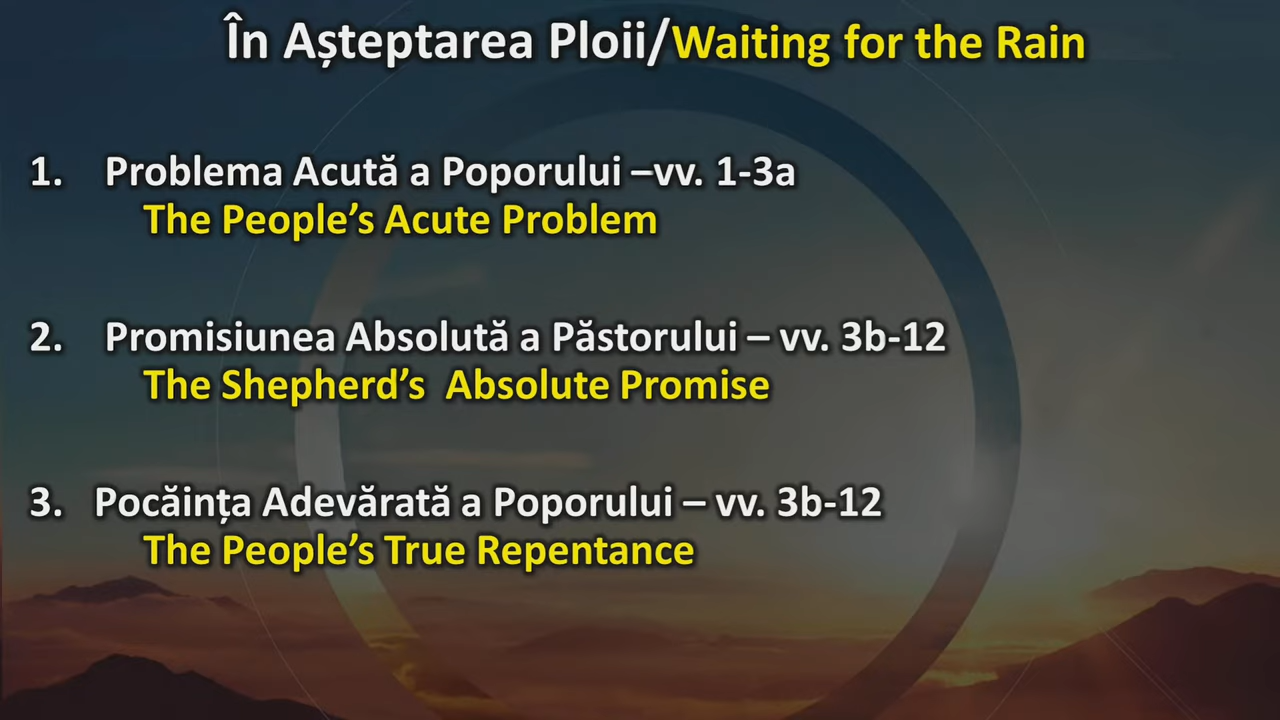 În Așteptarea Ploii/Waiting for the Rain
1. Problema Acută a Poporului –vv. 1-3a
The People’s Acute Problem
2. Promisiunea Absolută a Păstorului – vv. 3b-12
The Shepherd’s Absolute Promise
3. Pocăința Adevărată a Poporului – vv. 3b-12
The People’s True Repentance